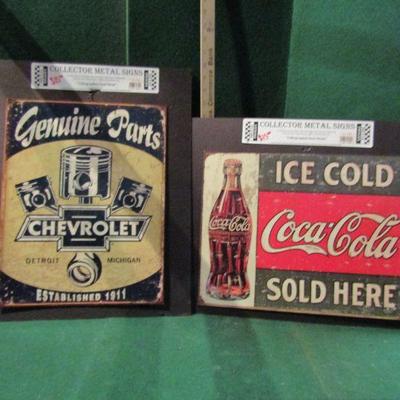 COLLECTOR METAL SIGNS
Genuine Parts
CHEVROLET
DETROIT MICHIGAN
ESTABLISHED 1911
COLLECTOR METAL SIGNS
ICE COLD
Coca-Cola
Coca-Cola
SOLD HERE